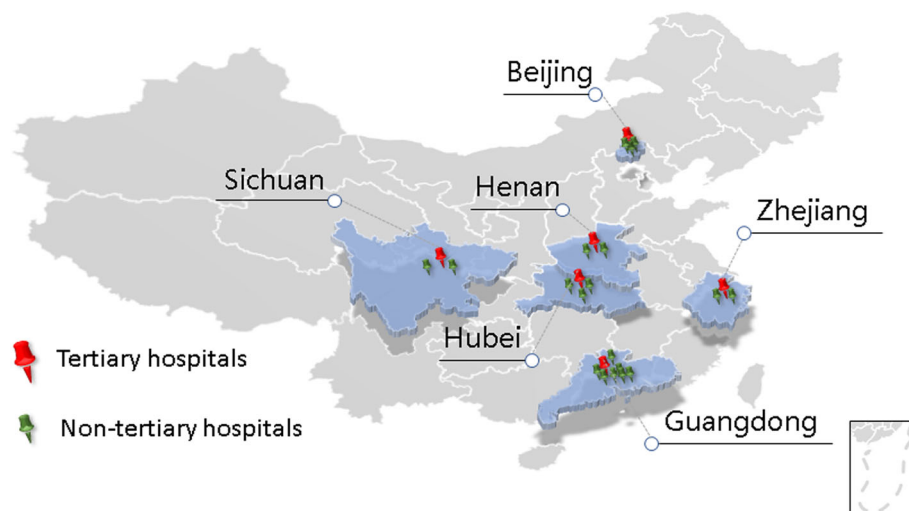 Beijing
Sichuan
Henan
Zhejiang
Hubei
Tertiary hospitals
Guangdong
Non-tertiary hospitals